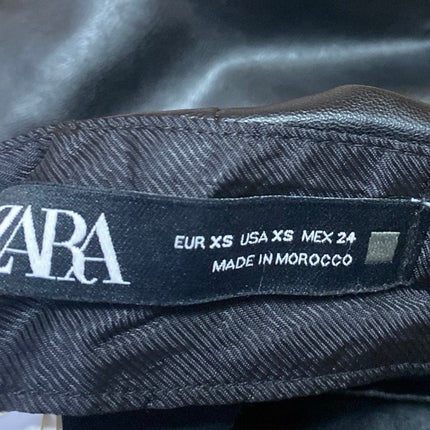 ZARA
EUR XS USA XS MEX 24
MADE IN MOROCCO